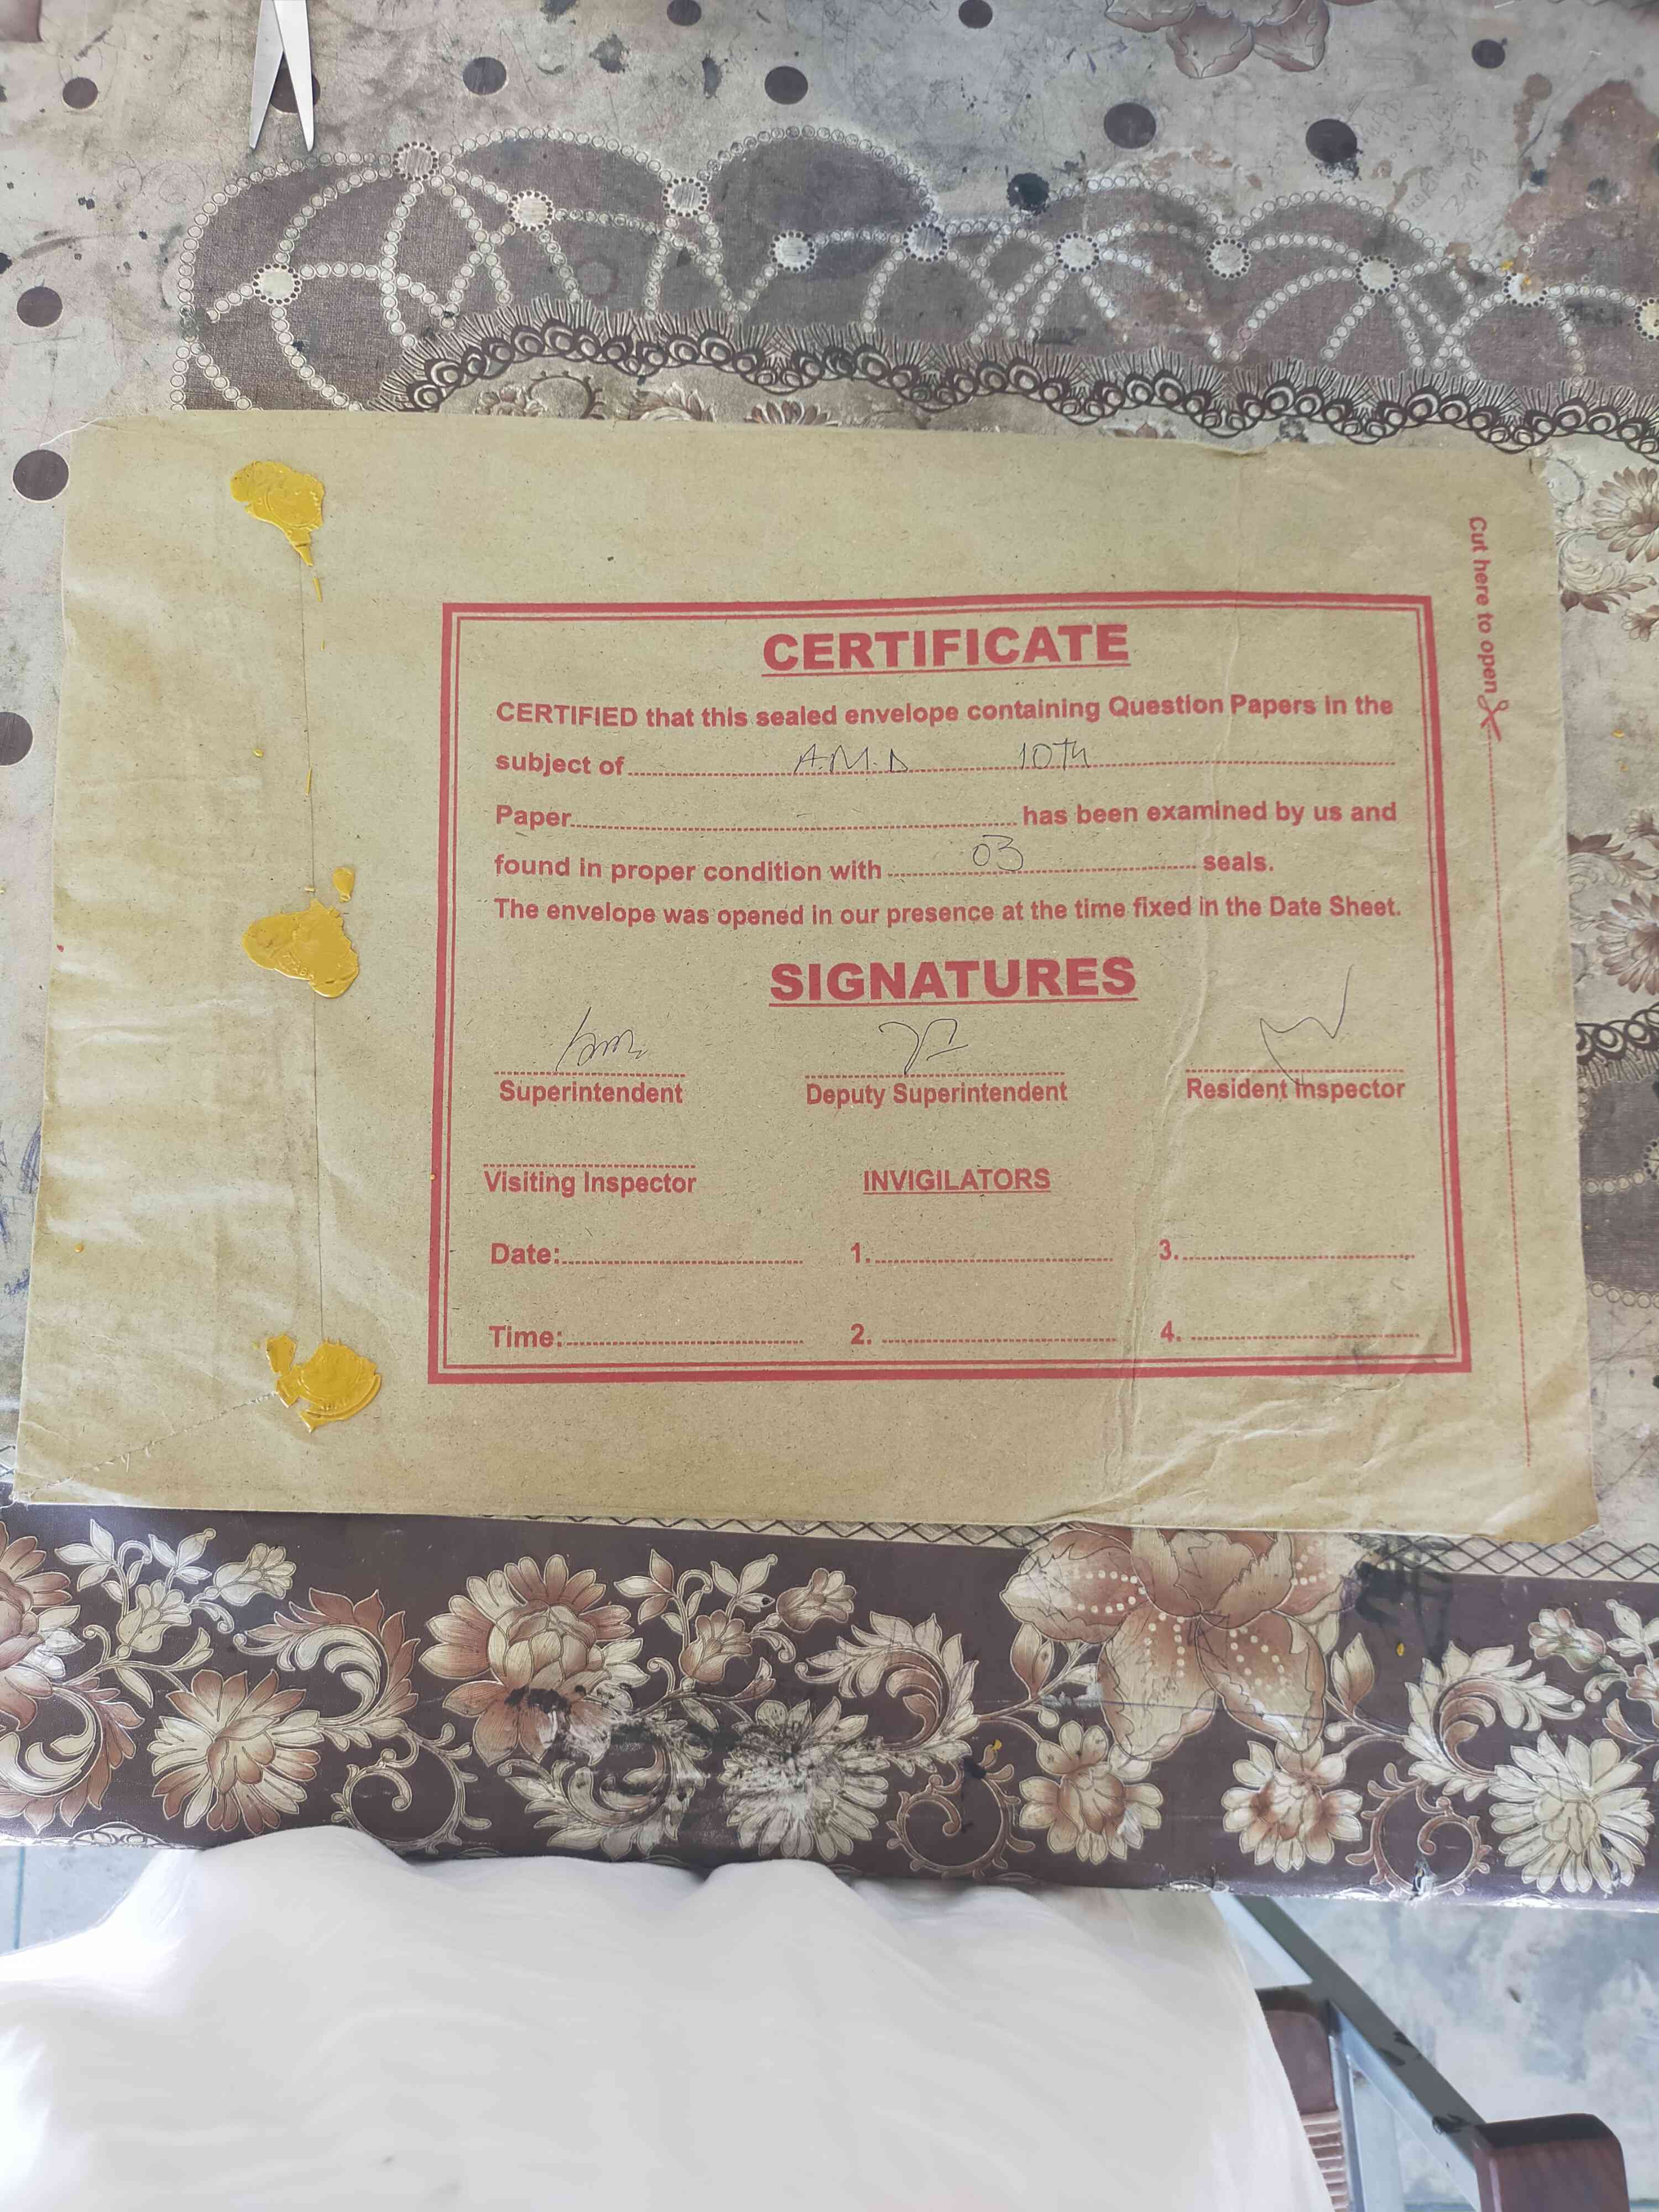 Cut here to open
CERTIFICATE
CERTIFIED that this sealed envelope containing Question Papers in the
subject of A.M.D 10Th
Paper has been examined by us and
found in proper condition with 03 seals.
The envelope was opened in our presence at the time fixed in the Date Sheet.
SIGNATURES
Superintendent Deputy Superintendent Resident Inspector
Visiting Inspector INVIGILATORS
Date: 1. 3.
Time: 2. 4.